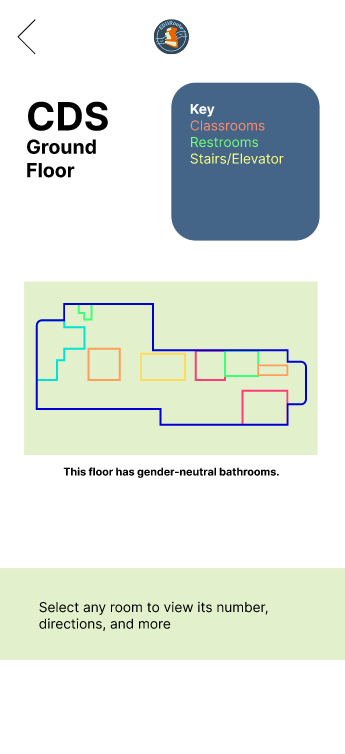 CDS
Ground
Floor
Key
Classrooms
Restrooms
Stairs/Elevator
This floor has gender-neutral bathrooms.
Select any room to view its number,
directions, and more